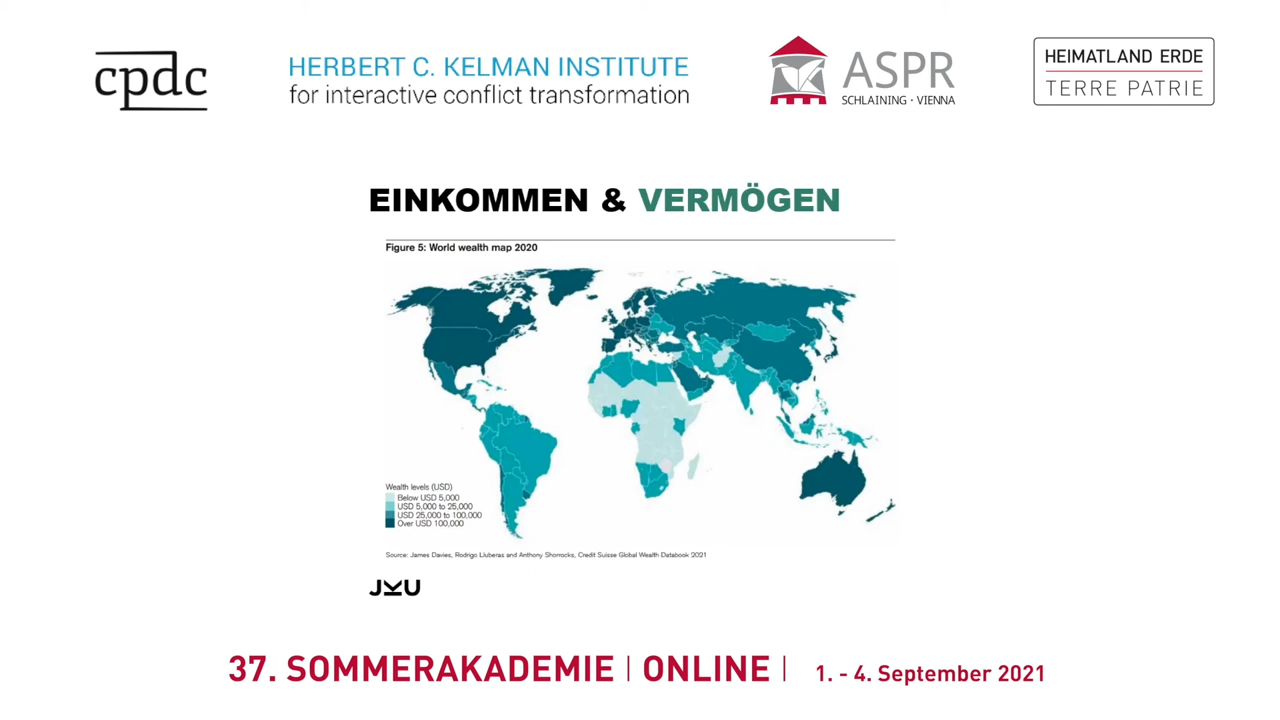 cpdc
HERBERT C. KELMAN INSTITUTE
for interactive conflict transformation
ASPR
SCHLAINING · VIENNA
HEIMATLAND ERDE
TERRE PATRIE
EINKOMMEN & VERMÖGEN
Figure 5: World wealth map 2020
Wealth levels (USD)
Below USD 5,000
USD 5,000 to 25,000
USD 25,000 to 100,000
Over USD 100,000
Source: James Davies, Rodrigo Lluberas and Anthony Shorrocks, Credit Suisse Global Wealth Databook 2021
JKU
37. SOMMERAKADEMIE | ONLINE | 1. - 4. September 2021